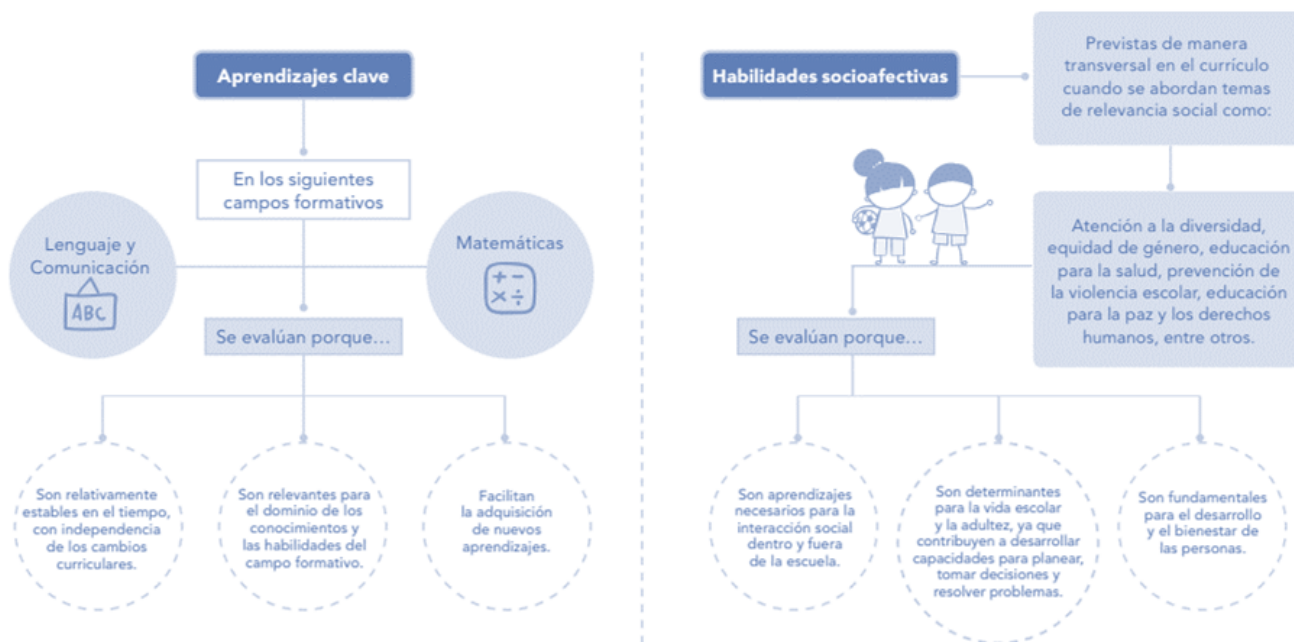 Aprendizajes clave
En los siguientes
campos formativos
Lenguaje y
Comunicación
ABC
Matemáticas
+ −
× ÷
Se evalúan porque...
Son relativamente
estables en el tiempo,
con independencia
de los cambios
curriculares.
Son relevantes para
el dominio de los
conocimientos y
las habilidades del
campo formativo.
Facilitan
la adquisición
de nuevos
aprendizajes.
Habilidades socioafectivas
Previstas de manera
transversal en el currículo
cuando se abordan temas
de relevancia social como:
Atención a la diversidad,
equidad de género, educación
para la salud, prevención de
la violencia escolar, educación
para la paz y los derechos
humanos, entre otros.
Se evalúan porque...
Son aprendizajes
necesarios para la
interacción social
dentro y fuera
de la escuela.
Son determinantes
para la vida escolar
y la adultez, ya que
contribuyen a desarrollar
capacidades para planear,
tomar decisiones y
resolver problemas.
Son fundamentales
para el desarrollo
y el bienestar de
las personas.